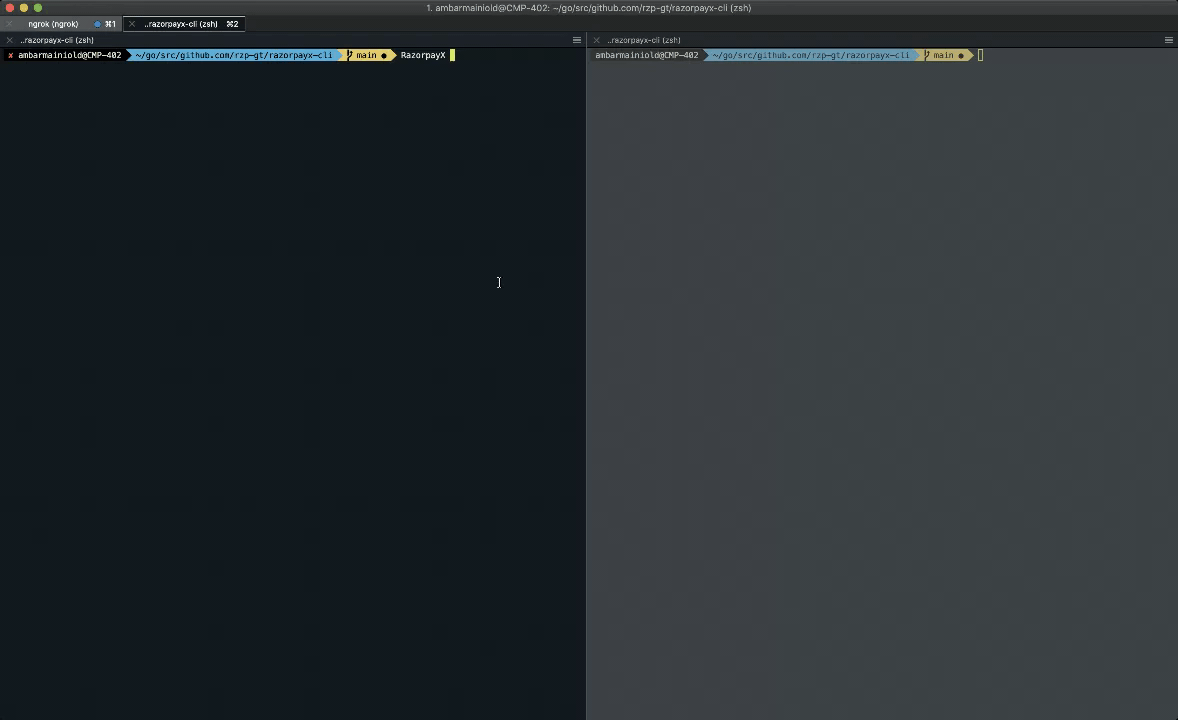 1. ambarmainiold@CMP-402: ~/go/src/github.com/rzp-gt/razorpayx-cli (zsh)
ngrok (ngrok) ⌘1
..razorpayx-cli (zsh) ⌘2
..razorpayx-cli (zsh)
✘ ambarmainiold@CMP-402 ~/go/src/github.com/rzp-gt/razorpayx-cli main ● RazorpayX
..razorpayx-cli (zsh)
ambarmainiold@CMP-402 ~/go/src/github.com/rzp-gt/razorpayx-cli main ●